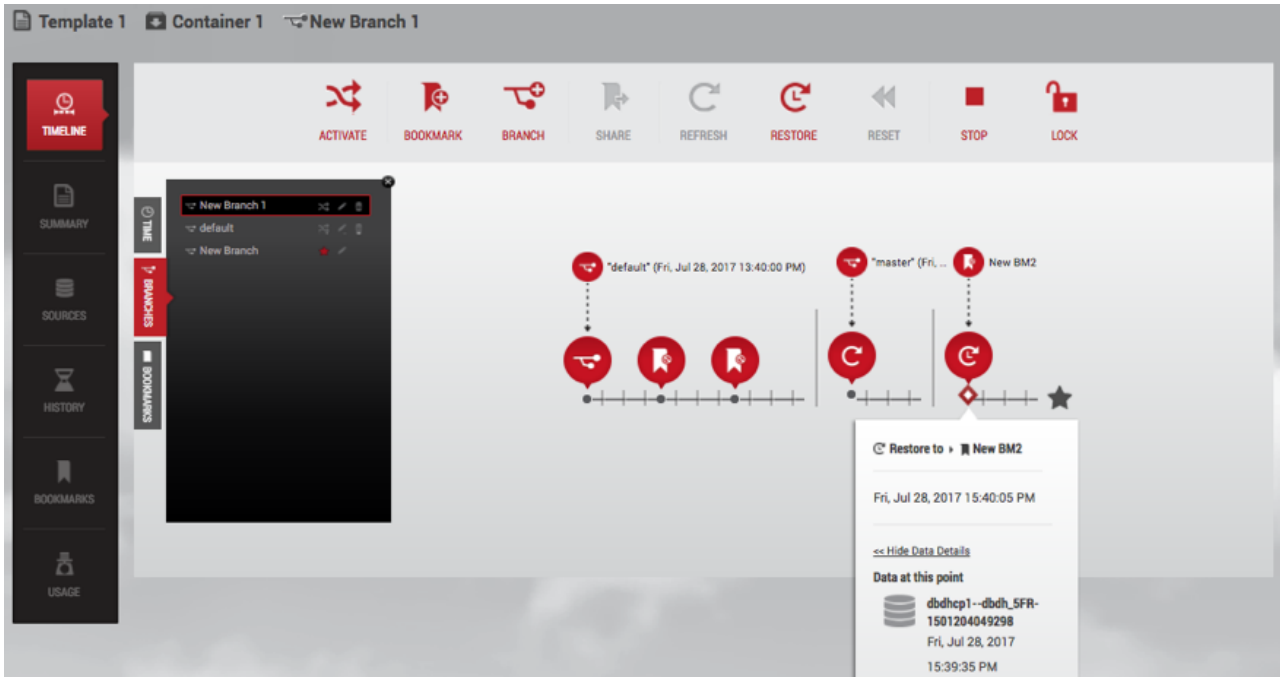 Template 1 Container 1 New Branch 1
TIMELINE
SUMMARY
SOURCES
HISTORY
BOOKMARKS
USAGE
ACTIVATE BOOKMARK BRANCH SHARE REFRESH RESTORE RESET STOP LOCK
TIME
BRANCHES
BOOKMARKS
New Branch 1
default
New Branch
"default" (Fri, Jul 28, 2017 13:40:00 PM)
"master" (Fri, ...
New BM2
Restore to › New BM2
Fri, Jul 28, 2017 15:40:05 PM
<< Hide Data Details
Data at this point
dbdhcp1--dbdh_5FR-
1501204049298
Fri, Jul 28, 2017
15:39:35 PM